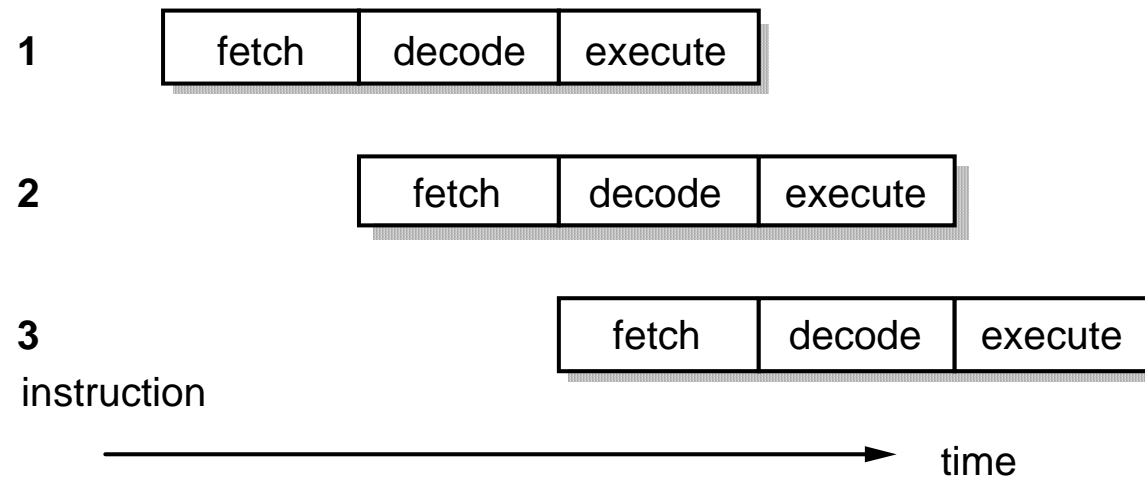 1 fetch decode execute
2 fetch decode execute
3 fetch decode execute
instruction
time